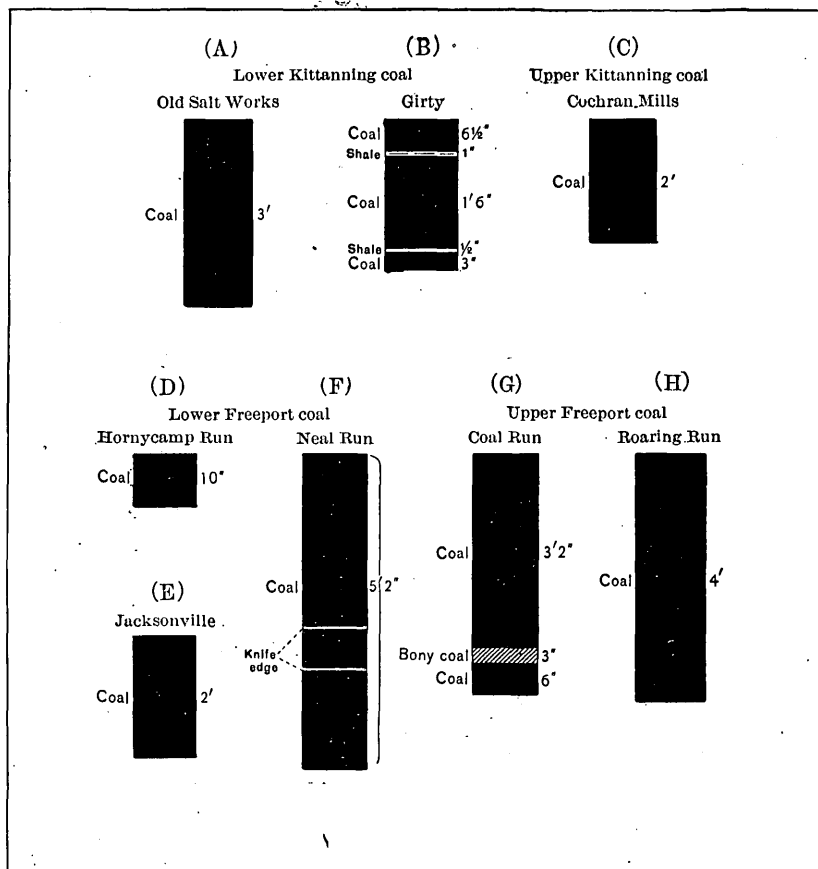 (A)
(B)
(C)
Lower Kittanning coal
Upper Kittanning coal
Old Salt Works
Girty
Cochran Mills
Coal 3'
Coal 6½"
Shale 1"
Coal 1'6"
Shale ½"
Coal 3"
Coal 2'
(D)
(F)
(G)
(H)
Lower Freeport coal
Upper Freeport coal
Hornycamp Run
Neal Run
Coal Run
Roaring Run
Coal 10"
(E)
Jacksonville
Coal 2'
Coal 5'2"
Knife
edge
Coal 3'2"
Bony coal 3"
Coal 6"
Coal 4'